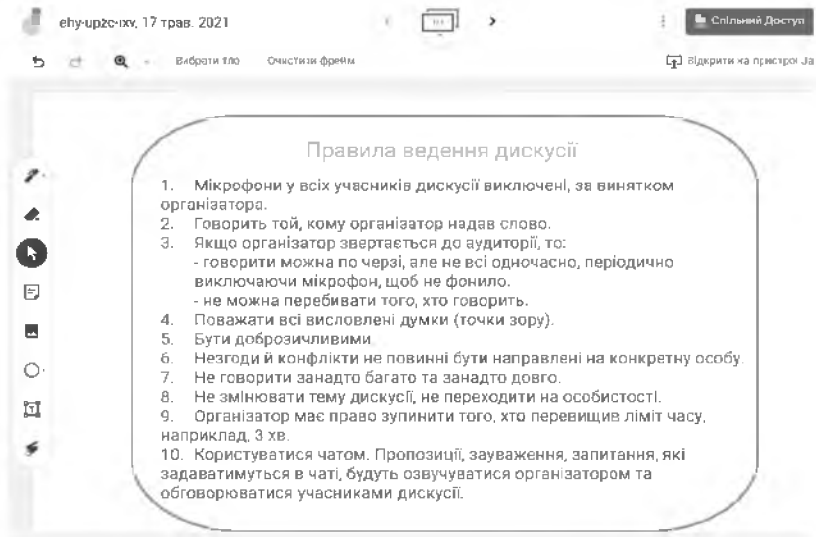 ehy-upzc-ixv, 17 трав. 2021
Спільний Доступ
Вибрати тло Очистити фрейм
Відкрити на пристрої Ja
Правила ведення дискусії
1. Мікрофони у всіх учасників дискусії виключені, за винятком
організатора.
2. Говорить той, кому організатор надав слово.
3. Якщо організатор звертається до аудиторії, то:
- говорити можна по черзі, але не всі одночасно, періодично
виключаючи мікрофон, щоб не фонило.
- не можна перебивати того, хто говорить.
4. Поважати всі висловлені думки (точки зору).
5. Бути доброзичливими
6. Незгоди й конфлікти не повинні бути направлені на конкретну особу.
7. Не говорити занадто багато та занадто довго.
8. Не змінювати тему дискусії, не переходити на особистості.
9. Організатор має право зупинити того, хто перевищив ліміт часу,
наприклад, 3 хв.
10. Користуватися чатом. Пропозиції, зауваження, запитання, які
задаватимуться в чаті, будуть озвучуватися організатором та
обговорюватися учасниками дискусії.